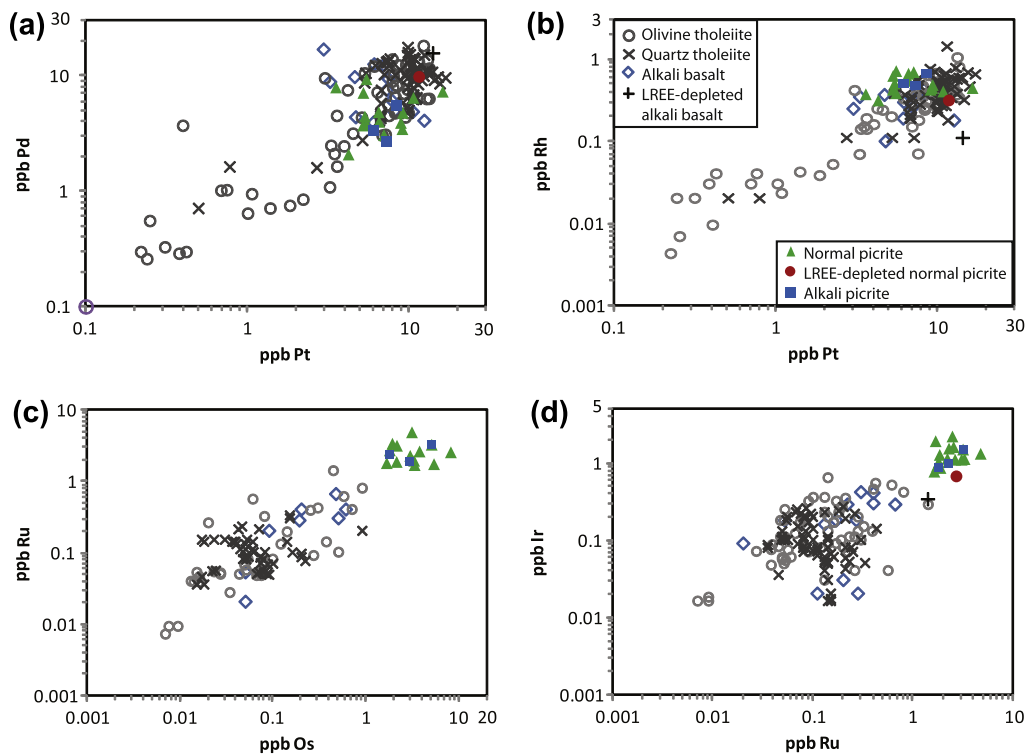 (a)
30
10
1
0.1
ppb Pd
0.1
1
10
30
ppb Pt
(b)
3
1
0.1
0.01
0.001
ppb Rh
Olivine tholeiite
Quartz tholeiite
Alkali basalt
LREE-depleted
alkali basalt
Normal picrite
LREE-depleted normal picrite
Alkali picrite
0.1
1
10
30
ppb Pt
(c)
10
1
0.1
0.01
0.001
ppb Ru
0.001
0.01
0.1
1
10
20
ppb Os
(d)
5
1
0.1
0.01
0.001
ppb Ir
0.001
0.01
0.1
1
10
ppb Ru